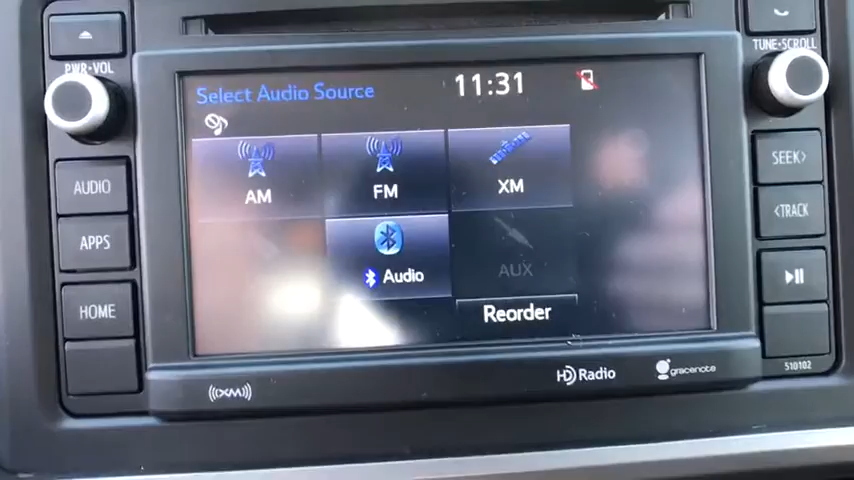 PWR•VOL
TUNE•SCROLL
Select Audio Source
11:31
AM
FM
XM
Audio
AUX
Reorder
AUDIO
APPS
HOME
SEEK>
<TRACK
510102
((XM))
HD Radio
gracenote